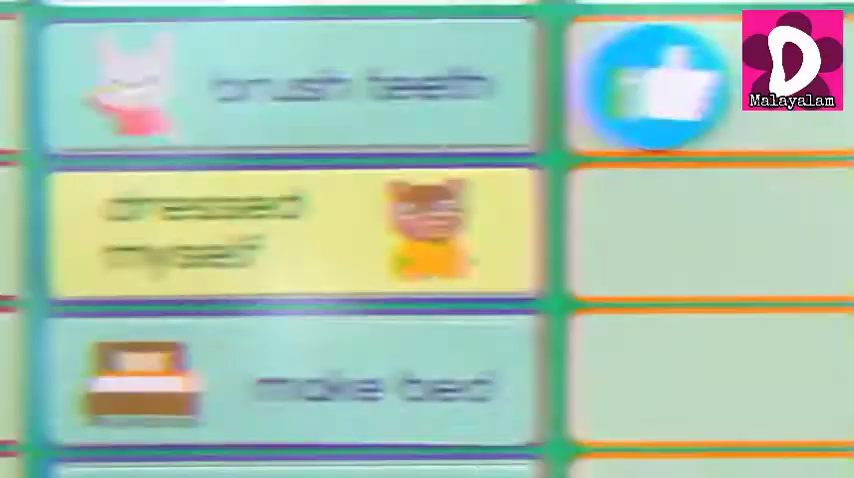 brush teeth
dressed
myself
make bed
D
Malayalam